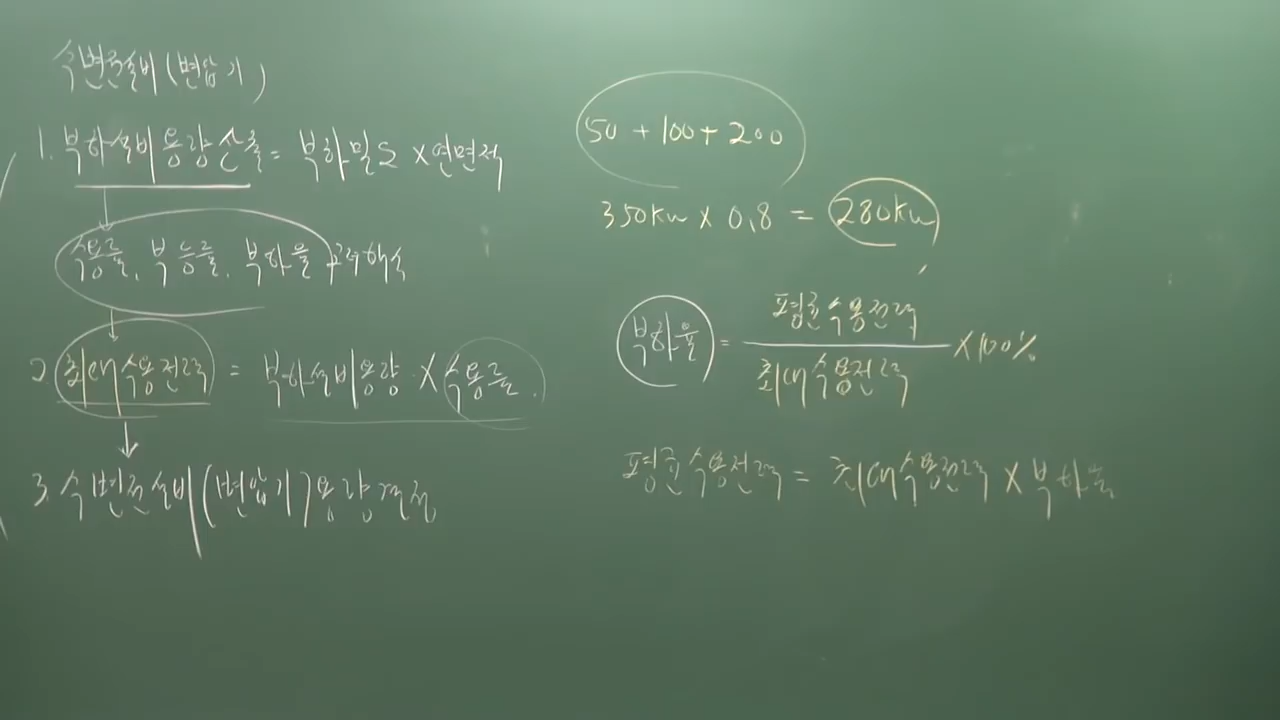 수변전설비(변압기)
1. 부하설비용량산출 = 부하밀도 × 연면적
수용률, 부등률, 부하율 고려해서
2. 최대수용전력 = 부하설비용량 × 수용률.
3. 수변전설비(변압기)용량결정
50 + 100 + 200
350kw × 0.8 = 280kw
부하율 = 평균수용전력 / 최대수용전력 × 100%
평균수용전력 = 최대수용전력 × 부하율